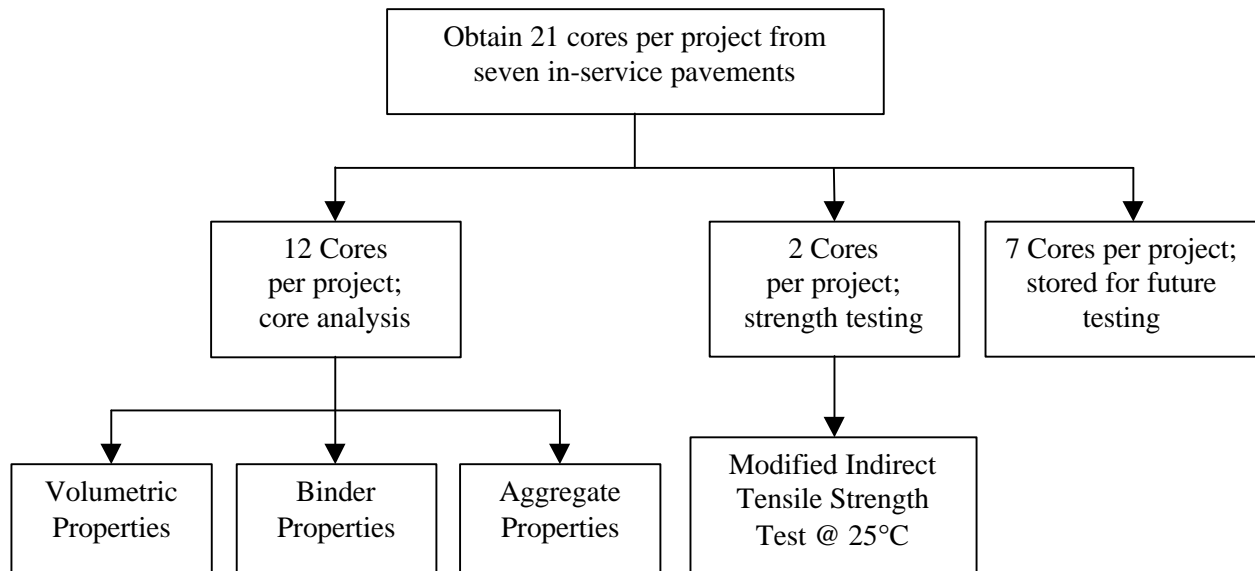 Obtain 21 cores per project from
seven in-service pavements
12 Cores
per project;
core analysis
2 Cores
per project;
strength testing
7 Cores per project;
stored for future
testing
Volumetric
Properties
Binder
Properties
Aggregate
Properties
Modified Indirect
Tensile Strength
Test @ 25°C